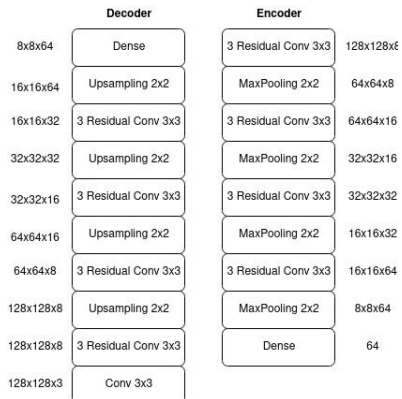 Decoder Encoder
8x8x64 Dense 3 Residual Conv 3x3 128x128x8
16x16x64 Upsampling 2x2 MaxPooling 2x2 64x64x8
16x16x32 3 Residual Conv 3x3 3 Residual Conv 3x3 64x64x16
32x32x32 Upsampling 2x2 MaxPooling 2x2 32x32x16
32x32x16 3 Residual Conv 3x3 3 Residual Conv 3x3 32x32x32
64x64x16 Upsampling 2x2 MaxPooling 2x2 16x16x32
64x64x8 3 Residual Conv 3x3 3 Residual Conv 3x3 16x16x64
128x128x8 Upsampling 2x2 MaxPooling 2x2 8x8x64
128x128x8 3 Residual Conv 3x3 Dense 64
128x128x3 Conv 3x3